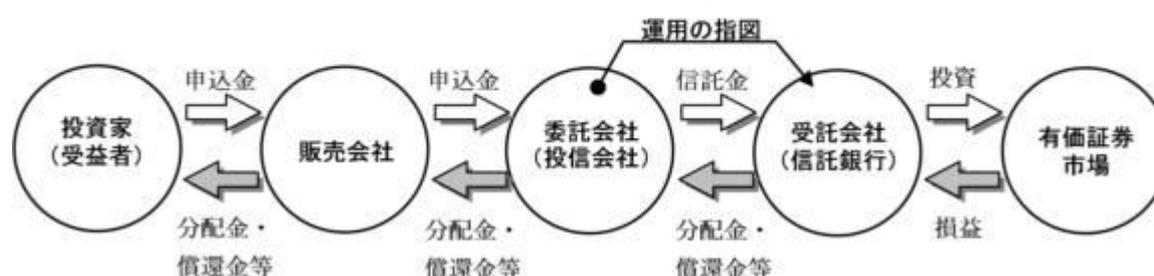 運用の指図
申込金
申込金
信託金
投資
投資家
（受益者）
販売会社
委託会社
（投信会社）
受託会社
（信託銀行）
有価証券
市場
分配金・
償還金等
分配金・
償還金等
分配金・
償還金等
損益